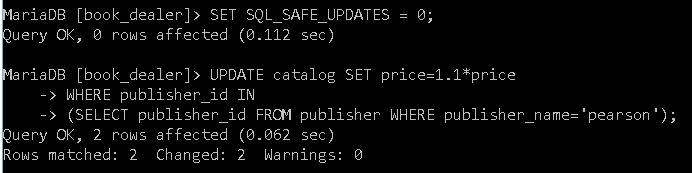 MariaDB [book_dealer]> SET SQL_SAFE_UPDATES = 0;
Query OK, 0 rows affected (0.112 sec)
MariaDB [book_dealer]> UPDATE catalog SET price=1.1*price
    -> WHERE publisher_id IN
    -> (SELECT publisher_id FROM publisher WHERE publisher_name='pearson');
Query OK, 2 rows affected (0.062 sec)
Rows matched: 2  Changed: 2  Warnings: 0